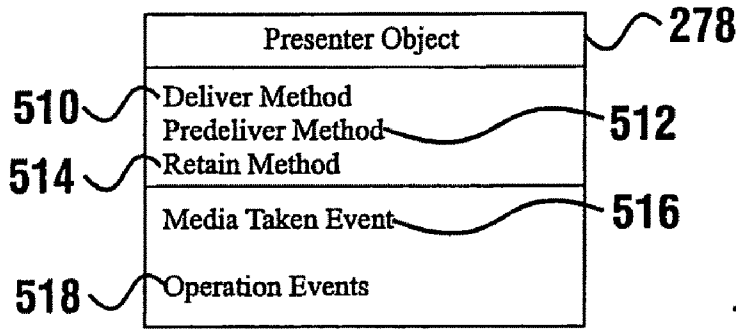 Presenter Object 278
510 Deliver Method
Predeliver Method 512
514 Retain Method
Media Taken Event 516
518 Operation Events